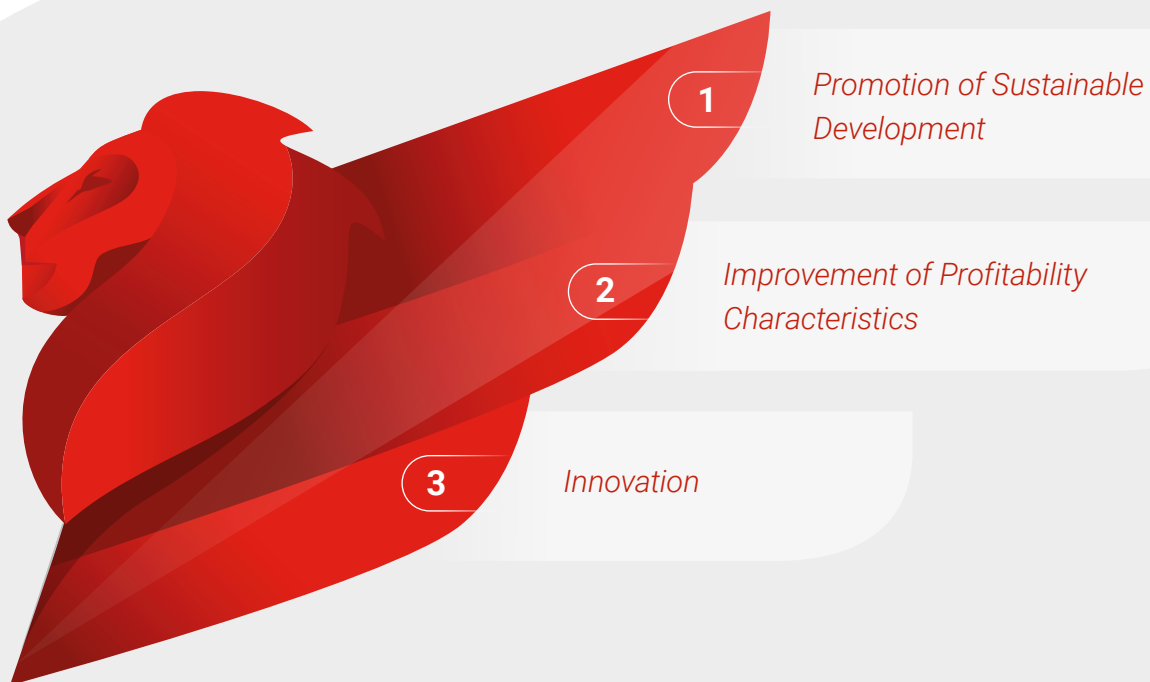 1
Promotion of Sustainable
Development
2
Improvement of Profitability
Characteristics
3
Innovation